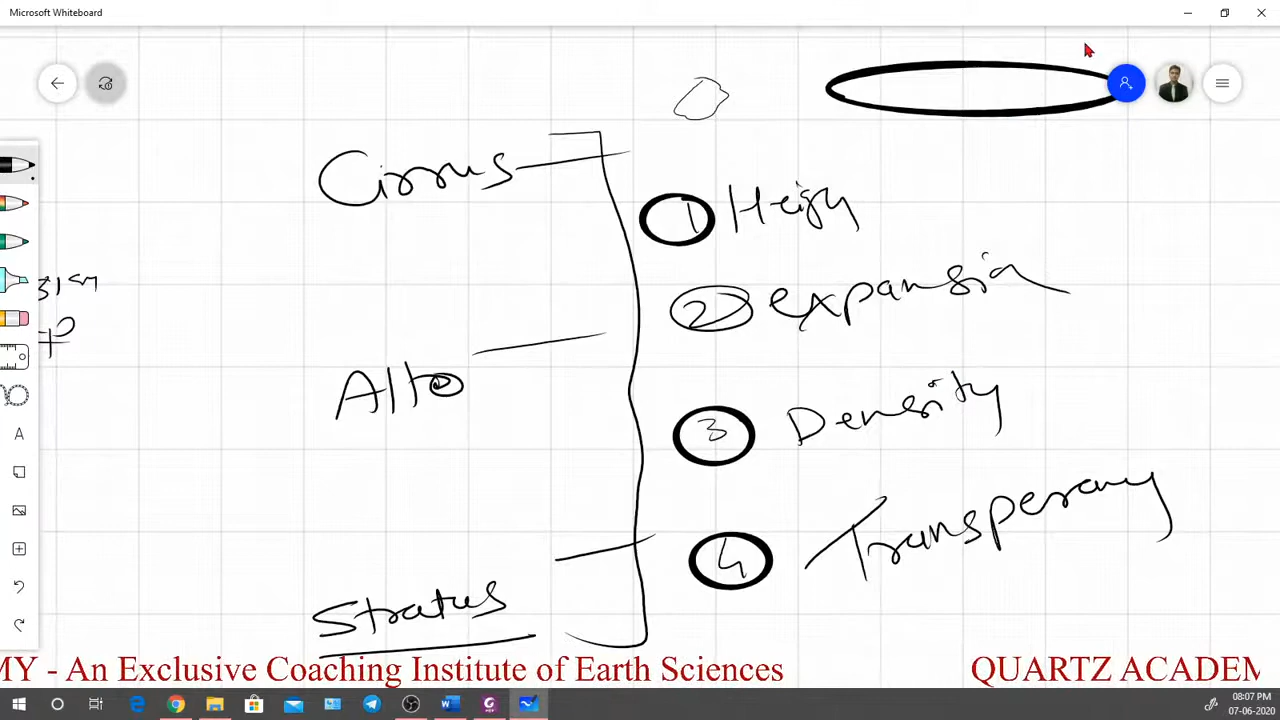 Microsoft Whiteboard
Cirrus
1 Heigh
2 expansion
Alto
3 Density
4 Transperancy
Stratus
A
MY - An Exclusive Coaching Institute of Earth Sciences QUARTZ ACADEM
08:07 PM
07-06-2020